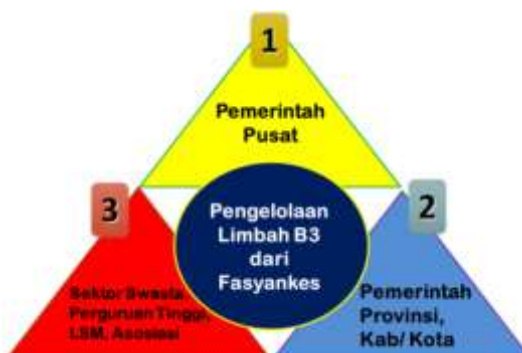 1
Pemerintah
Pusat
3
2
Pengelolaan
Limbah B3
dari
Fasyankes
Sektor Swasta,
Perguruan Tinggi,
LSM, Asosiasi
Pemerintah
Provinsi,
Kab/ Kota